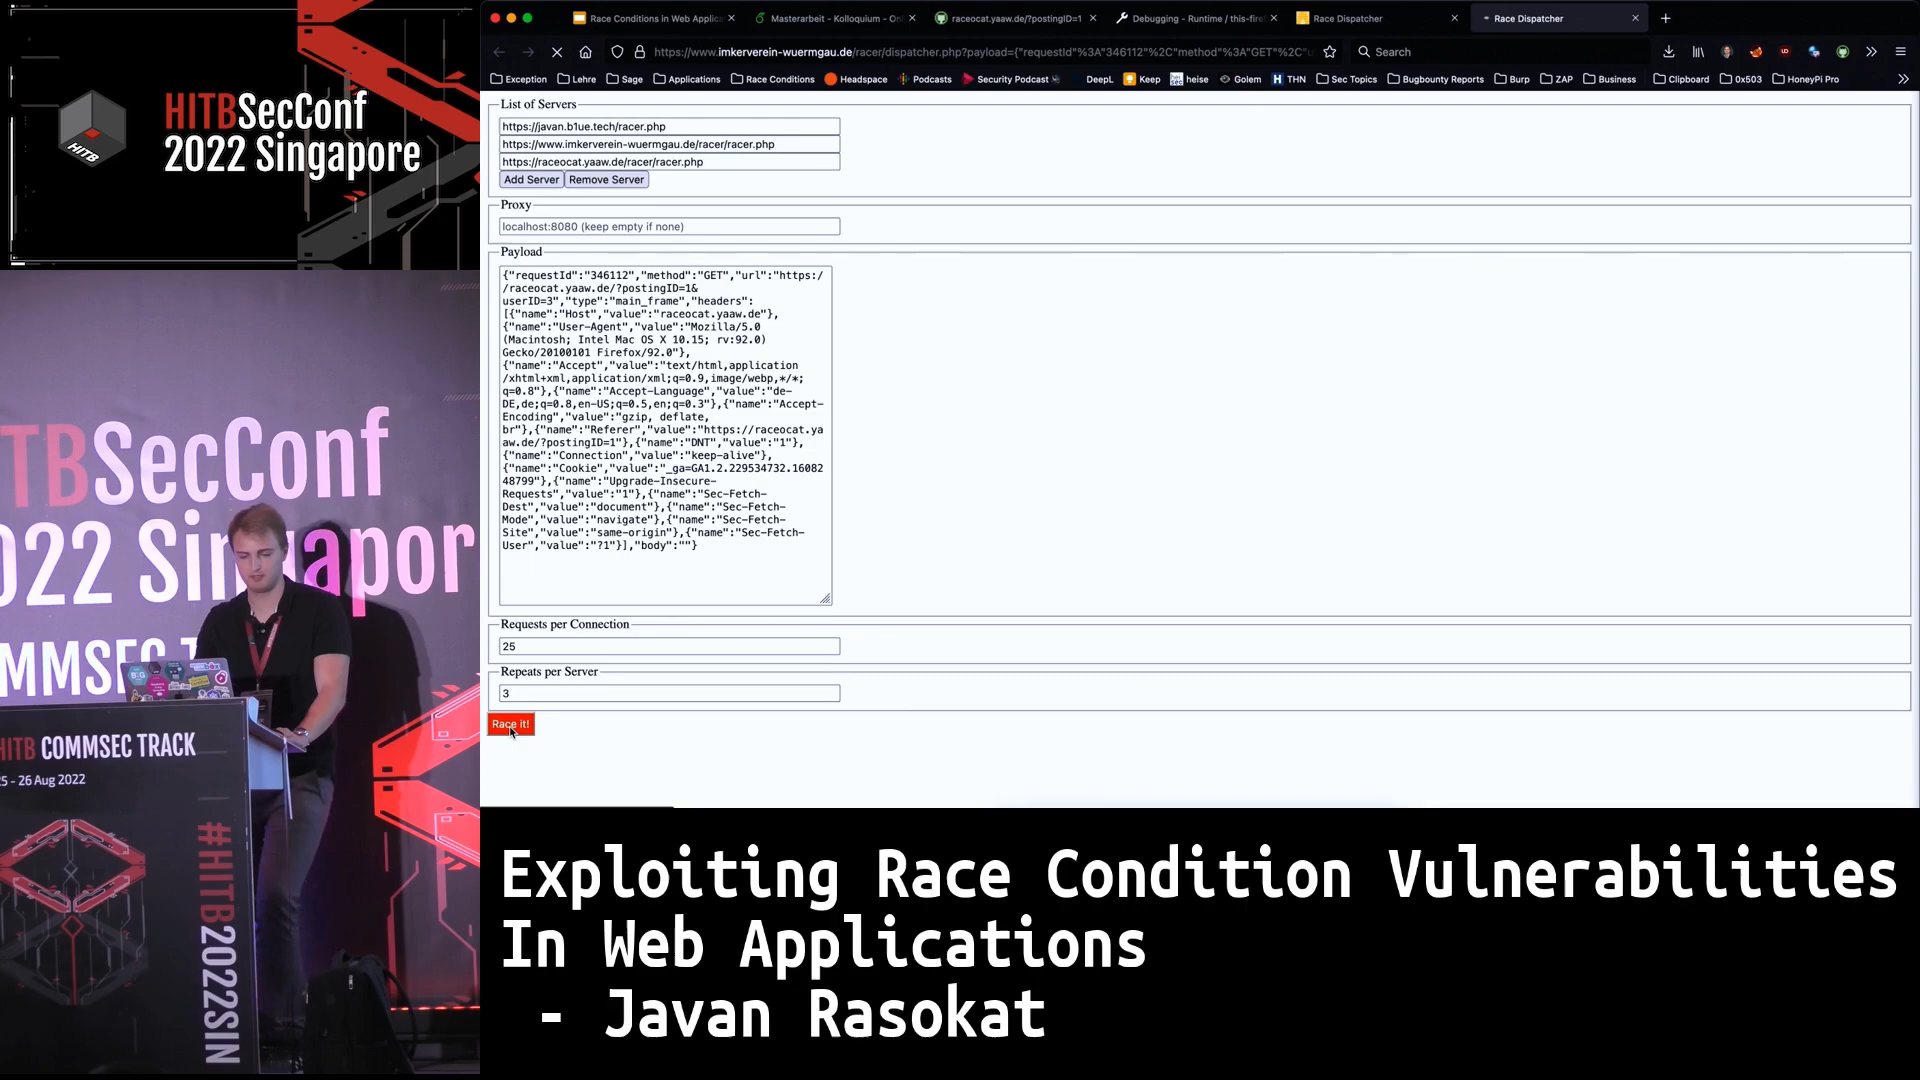 HITBSecConf
2022 Singapore
HITB
TBSecConf
022 Singapor
OMMSEC T
HITB COMMSEC TRACK
25 - 26 Aug 2022
#HITB2022SIN
Race Conditions in Web Applica
Masterarbeit - Kolloquium - On
raceocat.yaaw.de/?postingID=1
Debugging - Runtime / this-fire
Race Dispatcher
Race Dispatcher
https://www.imkerverein-wuermgau.de/racer/dispatcher.php?payload={"requestId"%3A"346112"%2C"method"%3A"GET"%2C"u
Search
Exception Lehre Sage Applications Race Conditions Headspace Podcasts Security Podcast DeepL Keep heise Golem THN Sec Topics Bugbounty Reports Burp ZAP Business Clipboard 0x503 HoneyPi Pro
List of Servers
https://javan.b1ue.tech/racer.php
https://www.imkerverein-wuermgau.de/racer/racer.php
https://raceocat.yaaw.de/racer/racer.php
Add Server Remove Server
Proxy
localhost:8080 (keep empty if none)
Payload
{"requestId":"346112","method":"GET","url":"https:/
/raceocat.yaaw.de/?postingID=1&
userID=3","type":"main_frame","headers":
[{"name":"Host","value":"raceocat.yaaw.de"},
{"name":"User-Agent","value":"Mozilla/5.0
(Macintosh; Intel Mac OS X 10.15; rv:92.0)
Gecko/20100101 Firefox/92.0"},
{"name":"Accept","value":"text/html,application
/xhtml+xml,application/xml;q=0.9,image/webp,*/*;
q=0.8"},{"name":"Accept-Language","value":"de-
DE,de;q=0.8,en-US;q=0.5,en;q=0.3"},{"name":"Accept-
Encoding","value":"gzip, deflate,
br"},{"name":"Referer","value":"https://raceocat.ya
aw.de/?postingID=1"},{"name":"DNT","value":"1"},
{"name":"Connection","value":"keep-alive"},
{"name":"Cookie","value":"_ga=GA1.2.229534732.16082
48799"},{"name":"Upgrade-Insecure-
Requests","value":"1"},{"name":"Sec-Fetch-
Dest","value":"document"},{"name":"Sec-Fetch-
Mode","value":"navigate"},{"name":"Sec-Fetch-
Site","value":"same-origin"},{"name":"Sec-Fetch-
User","value":"?1"}],"body":""}
Requests per Connection
25
Repeats per Server
3
Race it!
Exploiting Race Condition Vulnerabilities
In Web Applications
- Javan Rasokat